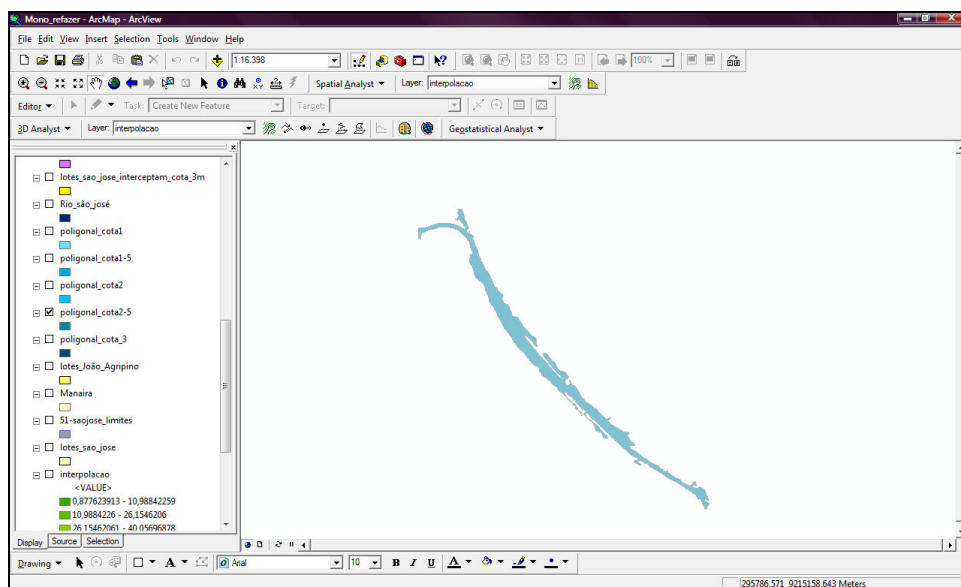 Mono_refazer - ArcMap - ArcView
File Edit View Insert Selection Tools Window Help
1:16.398 100%
Spatial Analyst Layer: interpolacao
Editor Task: Create New Feature Target:
3D Analyst Layer: interpolacao Geostatistical Analyst
lotes_sao_jose_interceptam_cota_3m
Rio_são_josé
poligonal_cota1
poligonal_cota1-5
poligonal_cota2
poligonal_cota2-5
poligonal_cota_3
lotes_João_Agripino
Manaira
51-saojose_limites
lotes_sao_jose
interpolacao
<VALUE>
0,877623913 - 10,98842259
10,9884226 - 26,1546206
26,15462061 - 40,05696878
Display Source Selection
Drawing A Arial 10 B I U A
295786,571 9215158,643 Meters